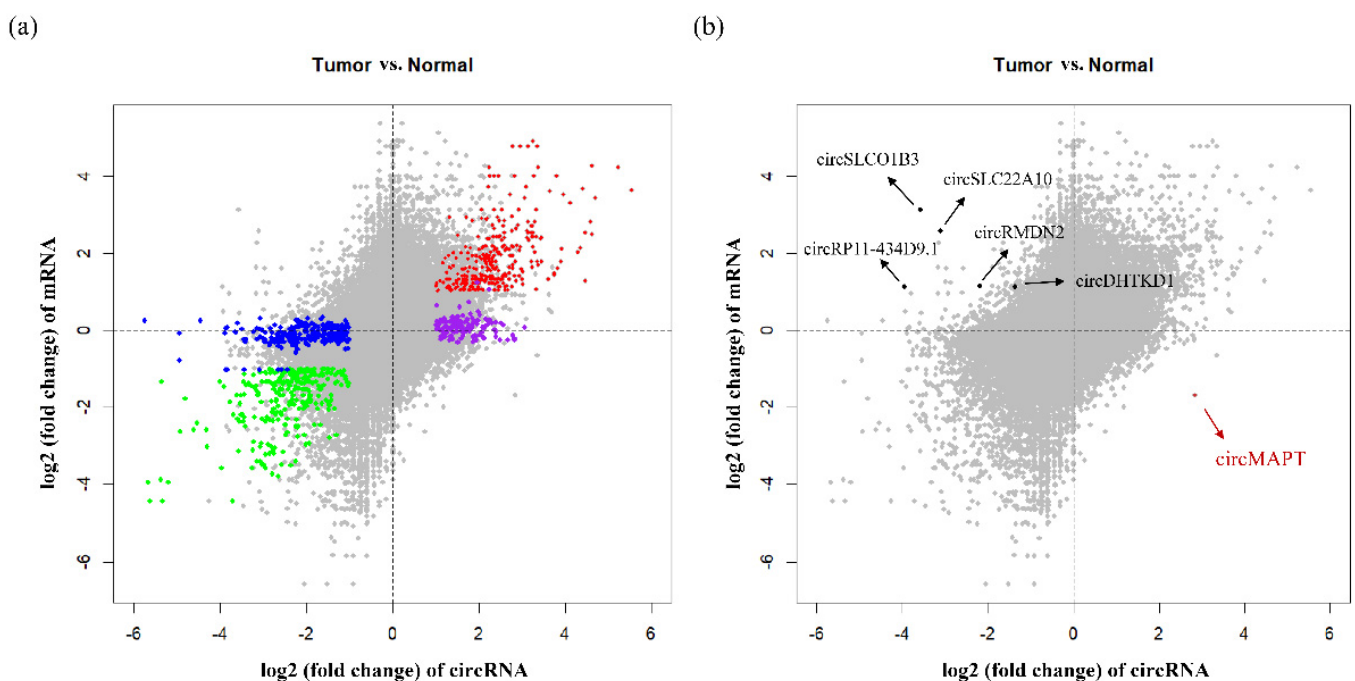 (a)
Tumor vs. Normal
4
2
0
-2
-4
-6
log2 (fold change) of mRNA
-6 -4 -2 0 2 4 6
log2 (fold change) of circRNA
(b)
Tumor vs. Normal
4
2
0
-2
-4
-6
log2 (fold change) of mRNA
circSLCO1B3
circSLC22A10
circRMDN2
circRP11-434D9.1
circDHTKD1
circMAPT
-6 -4 -2 0 2 4 6
log2 (fold change) of circRNA